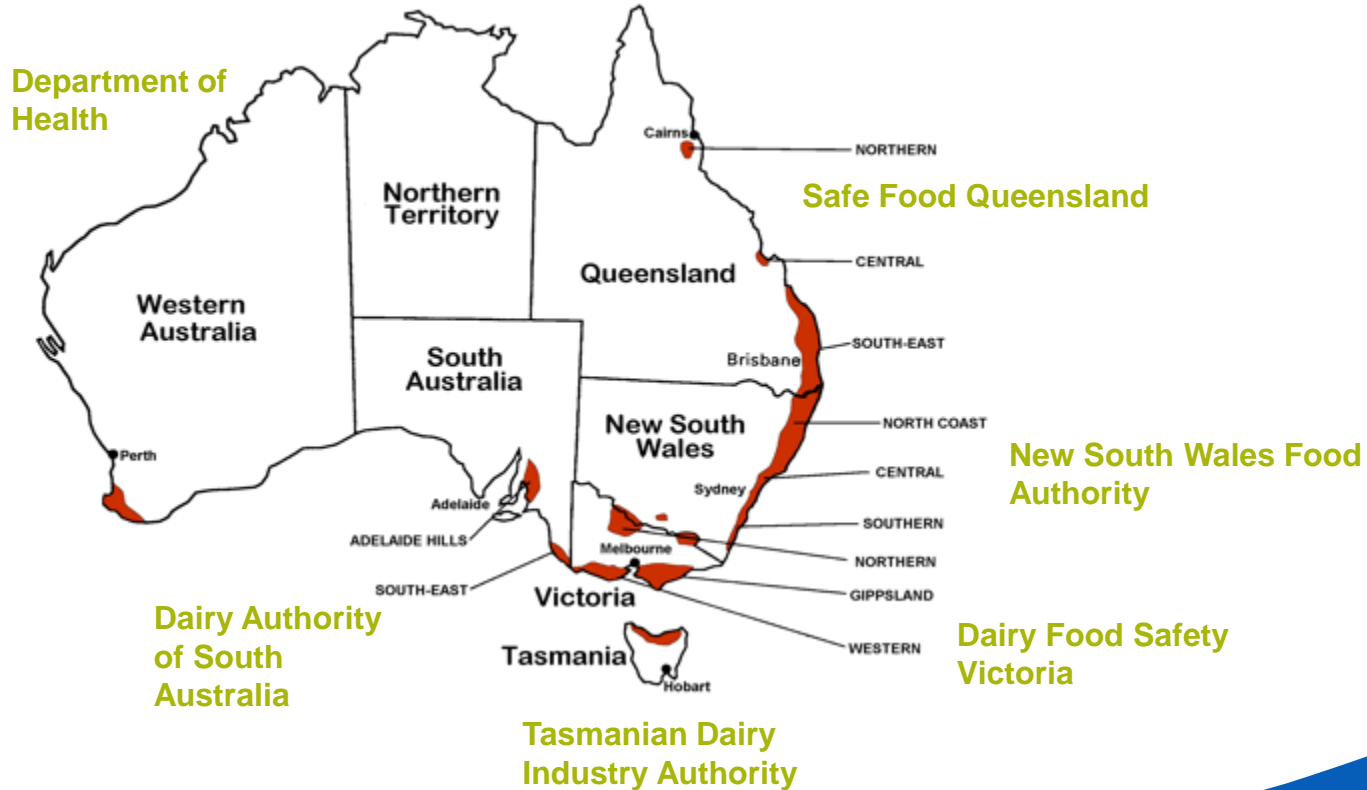 Department of
Health
Cairns
NORTHERN
Northern
Territory
Safe Food Queensland
CENTRAL
Queensland
Western
Australia
SOUTH-EAST
Brisbane
South
Australia
New South
Wales
NORTH COAST
New South Wales Food
Authority
Perth
CENTRAL
Sydney
Adelaide
SOUTHERN
ADELAIDE HILLS
Melbourne
NORTHERN
SOUTH-EAST
Victoria
GIPPSLAND
Dairy Authority
of South
Australia
WESTERN
Dairy Food Safety
Victoria
Tasmania
Hobart
Tasmanian Dairy
Industry Authority